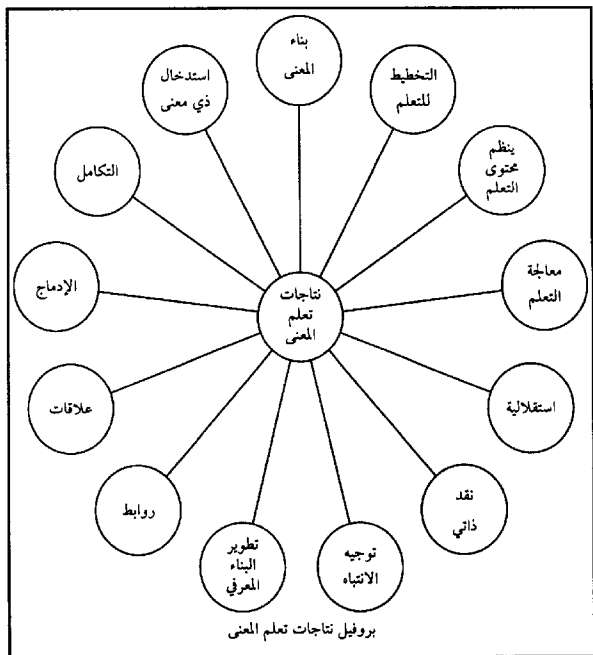 بناء
المعنى
التخطيط
للتعلم
ينظم
محتوى
التعلم
معالجة
التعلم
استقلالية
نقد
ذاتي
توجيه
الانتباه
تطوير
البناء
المعرفي
روابط
علاقات
الإدماج
التكامل
استدخال
ذي معنى
نتاجات
تعلم
المعنى
بروفيل نتاجات تعلم المعنى